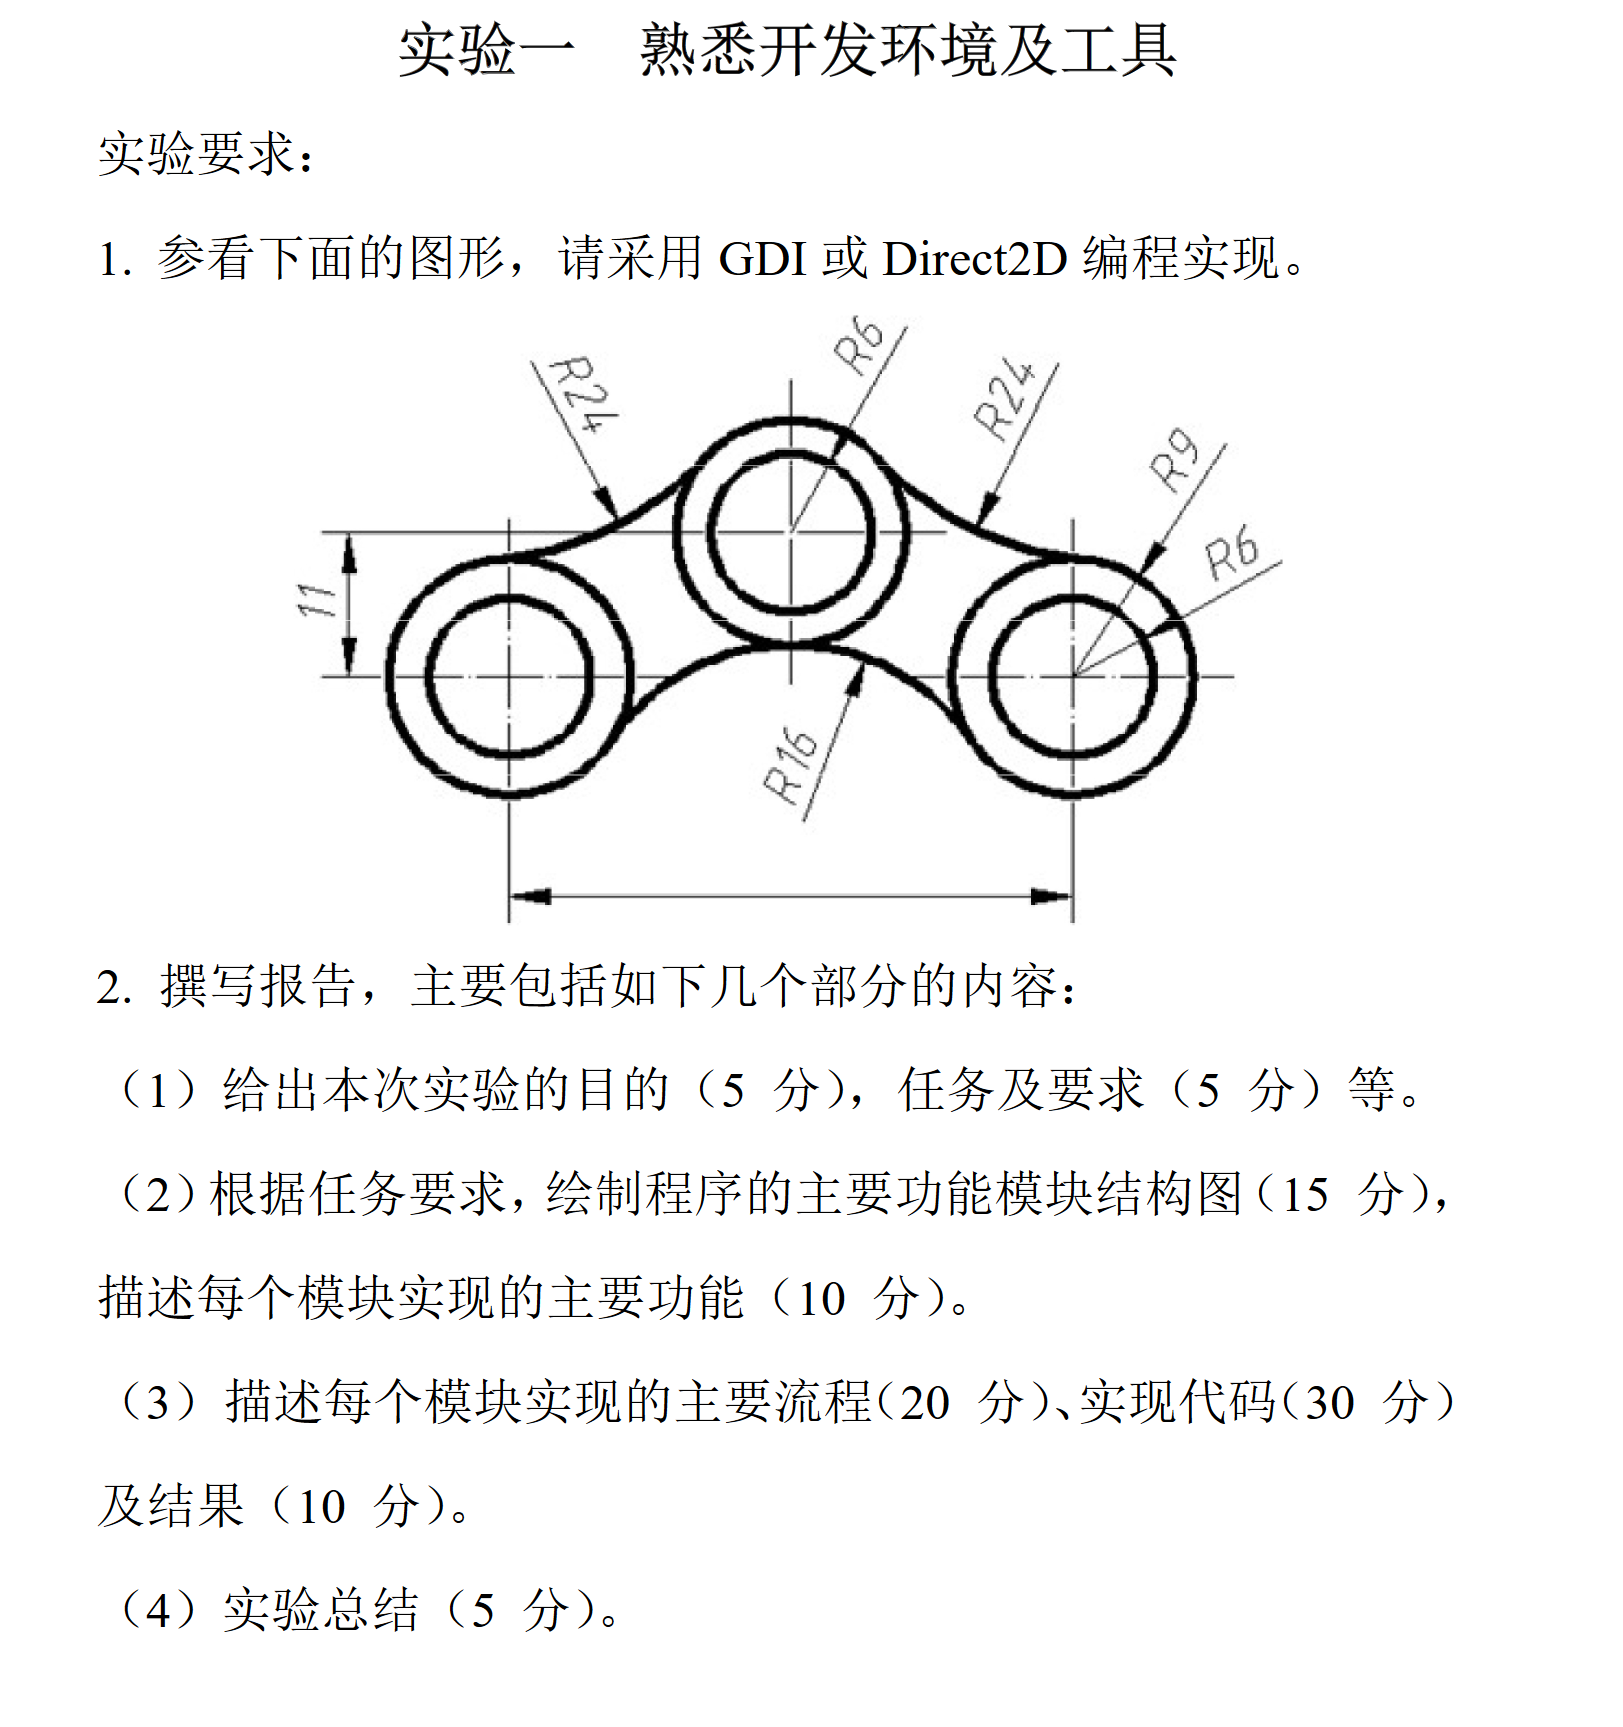 实验一 熟悉开发环境及工具
实验要求：
1. 参看下面的图形，请采用 GDI 或 Direct2D 编程实现。
R24
R6
R24
R9
R6
11
R16
2. 撰写报告，主要包括如下几个部分的内容：
（1）给出本次实验的目的（5 分），任务及要求（5 分）等。
（2）根据任务要求，绘制程序的主要功能模块结构图（15 分），
描述每个模块实现的主要功能（10 分）。
（3）描述每个模块实现的主要流程（20 分）、实现代码（30 分）
及结果（10 分）。
（4）实验总结（5 分）。